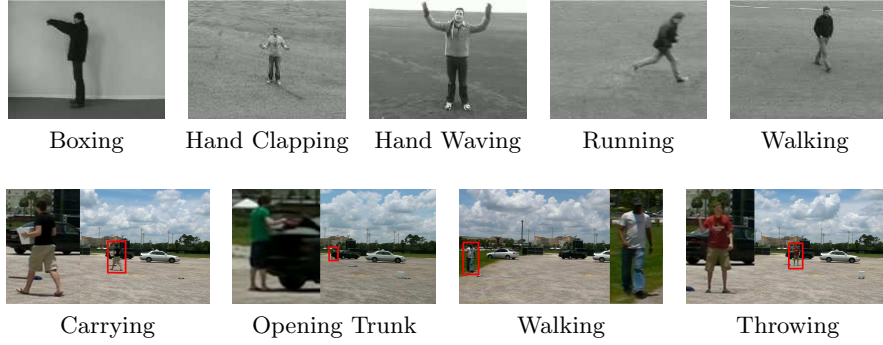 Boxing
Hand Clapping
Hand Waving
Running
Walking
Carrying
Opening Trunk
Walking
Throwing